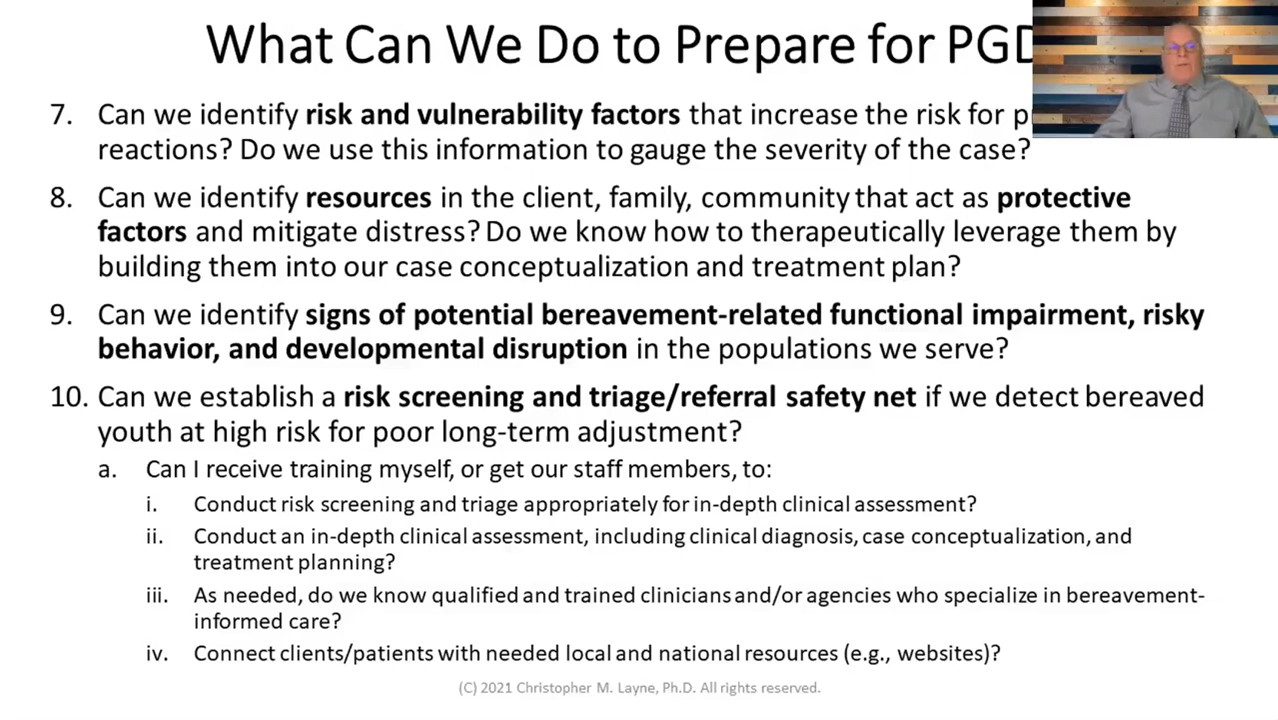 What Can We Do to Prepare for PGD
7. Can we identify risk and vulnerability factors that increase the risk for
reactions? Do we use this information to gauge the severity of the case?
8. Can we identify resources in the client, family, community that act as protective
factors and mitigate distress? Do we know how to therapeutically leverage them by
building them into our case conceptualization and treatment plan?
9. Can we identify signs of potential bereavement-related functional impairment, risky
behavior, and developmental disruption in the populations we serve?
10. Can we establish a risk screening and triage/referral safety net if we detect bereaved
youth at high risk for poor long-term adjustment?
a. Can I receive training myself, or get our staff members, to:
i. Conduct risk screening and triage appropriately for in-depth clinical assessment?
ii. Conduct an in-depth clinical assessment, including clinical diagnosis, case conceptualization, and
treatment planning?
iii. As needed, do we know qualified and trained clinicians and/or agencies who specialize in bereavement-
informed care?
iv. Connect clients/patients with needed local and national resources (e.g., websites)?
(C) 2021 Christopher M. Layne, Ph.D. All rights reserved.